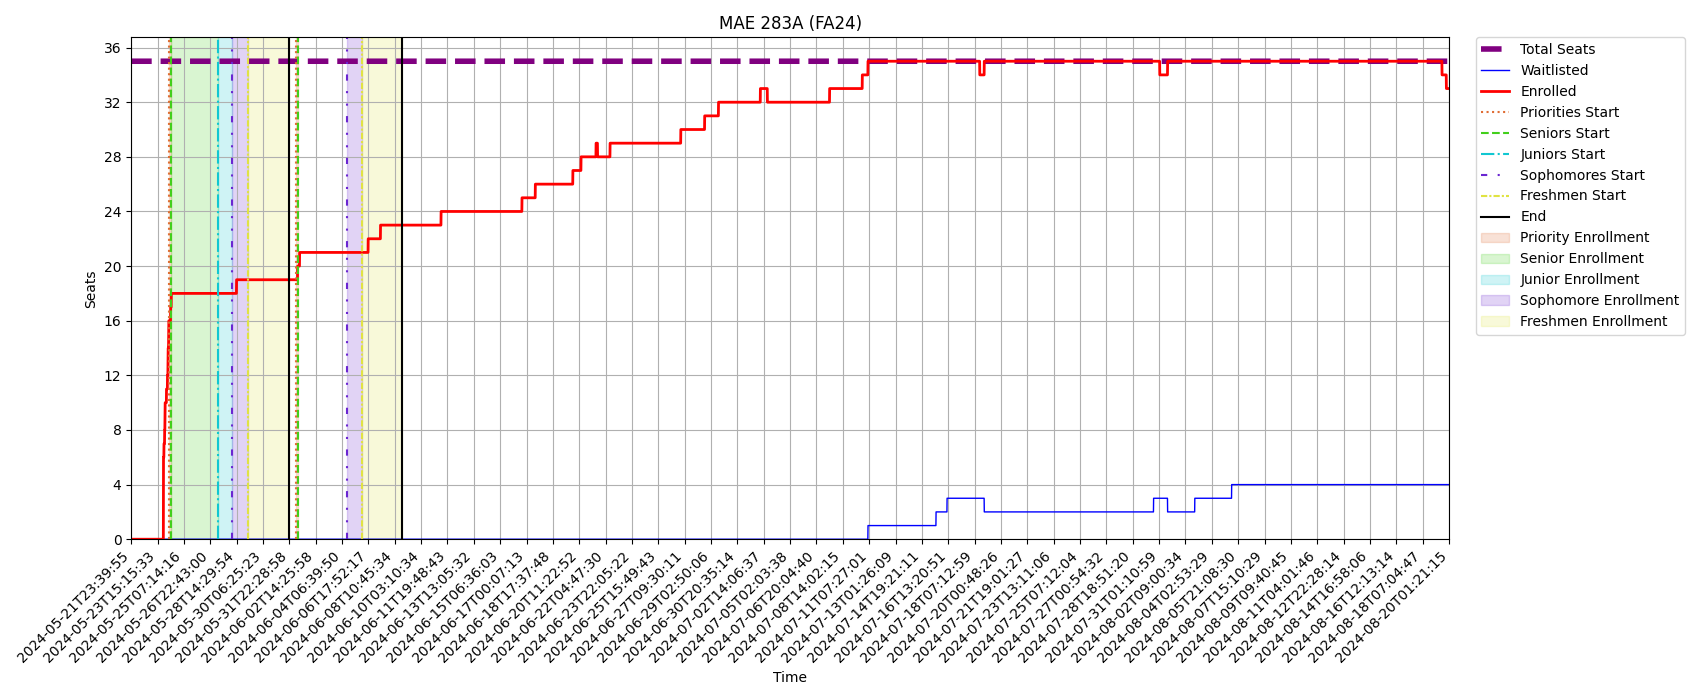 MAE 283A (FA24)
36
32
28
24
20
16
12
8
4
0
Seats
2024-05-21T23:39:55
2024-05-23T15:15:33
2024-05-25T07:14:16
2024-05-26T22:43:00
2024-05-28T14:29:54
2024-05-30T06:25:23
2024-05-31T22:28:58
2024-06-02T14:25:58
2024-06-04T06:39:50
2024-06-06T17:52:17
2024-06-08T10:45:34
2024-06-10T03:10:34
2024-06-11T19:48:43
2024-06-13T13:05:32
2024-06-15T06:36:03
2024-06-17T00:07:13
2024-06-18T17:37:48
2024-06-20T11:22:52
2024-06-22T04:47:30
2024-06-23T22:05:22
2024-06-25T15:49:43
2024-06-27T09:30:11
2024-06-29T02:50:06
2024-06-30T20:35:14
2024-07-02T14:06:37
2024-07-05T02:03:38
2024-07-06T20:04:40
2024-07-08T14:02:15
2024-07-11T07:27:01
2024-07-13T01:26:09
2024-07-14T19:21:11
2024-07-16T13:20:51
2024-07-18T07:12:59
2024-07-20T00:48:26
2024-07-21T19:01:27
2024-07-23T13:11:06
2024-07-25T07:12:04
2024-07-27T00:54:32
2024-07-28T18:51:20
2024-07-31T01:10:59
2024-08-02T09:00:34
2024-08-04T02:53:29
2024-08-05T21:08:30
2024-08-07T15:10:29
2024-08-09T09:40:45
2024-08-11T04:01:46
2024-08-12T22:28:14
2024-08-14T16:58:06
2024-08-16T12:13:14
2024-08-18T07:04:47
2024-08-20T01:21:15
Time
Total Seats
Waitlisted
Enrolled
Priorities Start
Seniors Start
Juniors Start
Sophomores Start
Freshmen Start
End
Priority Enrollment
Senior Enrollment
Junior Enrollment
Sophomore Enrollment
Freshmen Enrollment